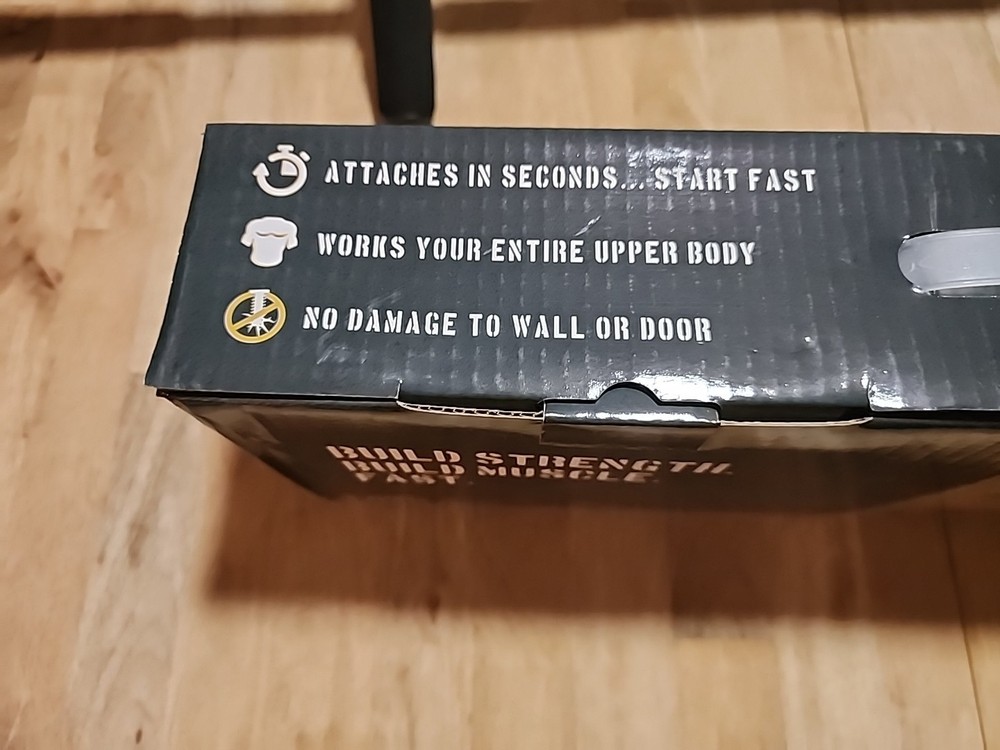 ATTACHES IN SECONDS... START FAST
WORKS YOUR ENTIRE UPPER BODY
NO DAMAGE TO WALL OR DOOR
BUILD STRENGTH.
BUILD MUSCLE.
FAST.